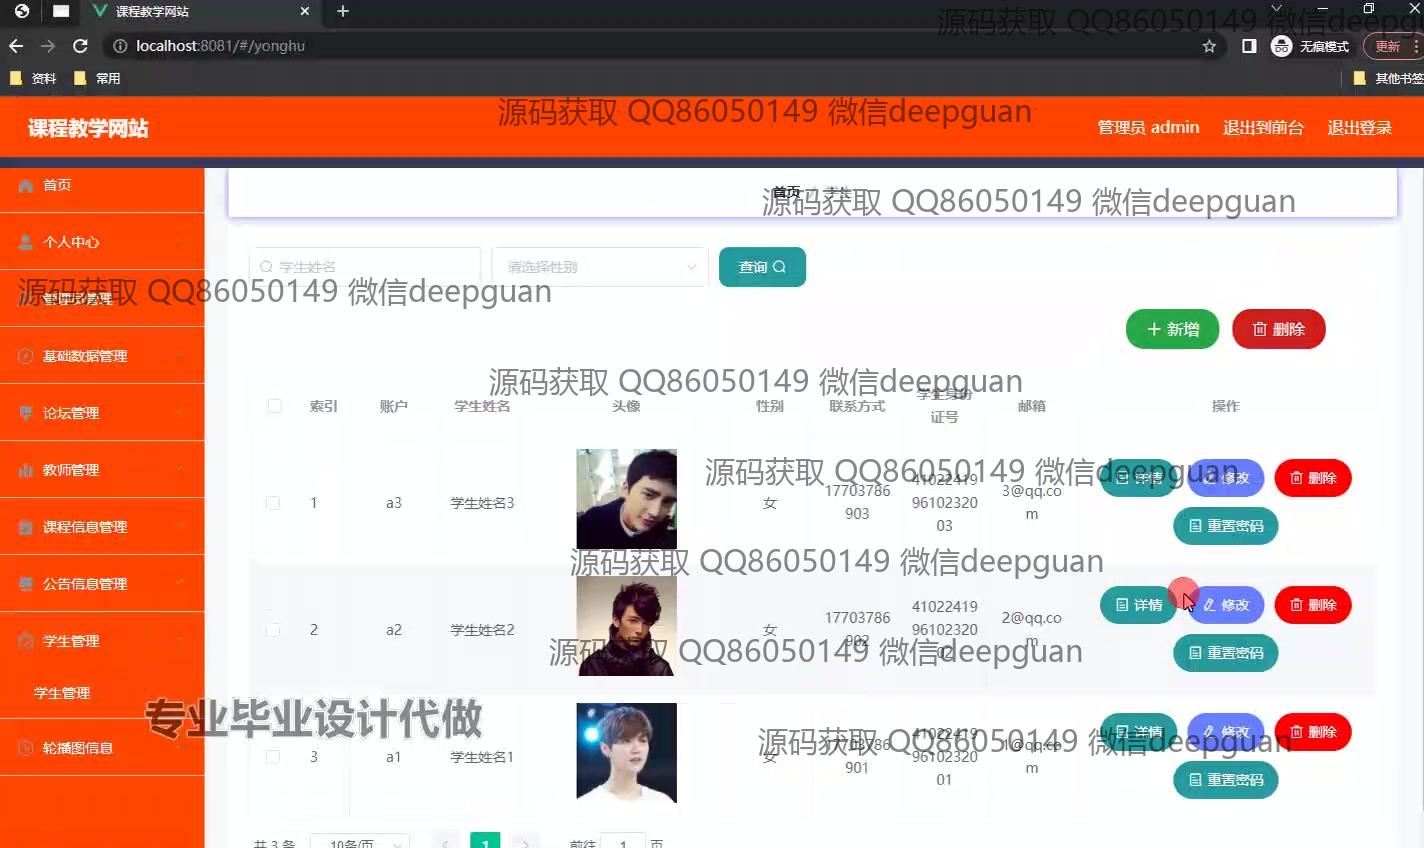 课程教学网站
localhost:8081/#/yonghu
无痕模式
更新
资料
常用
其他书签
源码获取 QQ86050149 微信deepgu
课程教学网站
源码获取 QQ86050149 微信deepguan
管理员 admin
退出到前台
退出登录
首页
首页
源码获取 QQ86050149 微信deepguan
个人中心
学生姓名
请选择性别
查询
源码获取 QQ86050149 微信deepguan
新增
删除
基础数据管理
源码获取 QQ86050149 微信deepguan
索引
账户
学生姓名
头像
性别
联系方式
学生身份
证号
邮箱
操作
论坛管理
教师管理
源码获取 QQ86050149 微信deepguan
1
a3
学生姓名3
女
17703786
903
41022419
96102320
03
3@qq.co
m
详情
修改
删除
重置密码
课程信息管理
源码获取 QQ86050149 微信deepguan
公告信息管理
2
a2
学生姓名2
女
17703786
902
41022419
96102320
02
2@qq.co
m
详情
修改
删除
重置密码
学生管理
源码获取 QQ86050149 微信deepguan
学生管理
专业毕业设计代做
轮播图信息
源码获取 QQ86050149 微信deepguan
3
a1
学生姓名1
女
17703786
901
41022419
96102320
01
1@qq.co
m
详情
修改
删除
重置密码
共 3 条
10条/页
1
前往
1
页